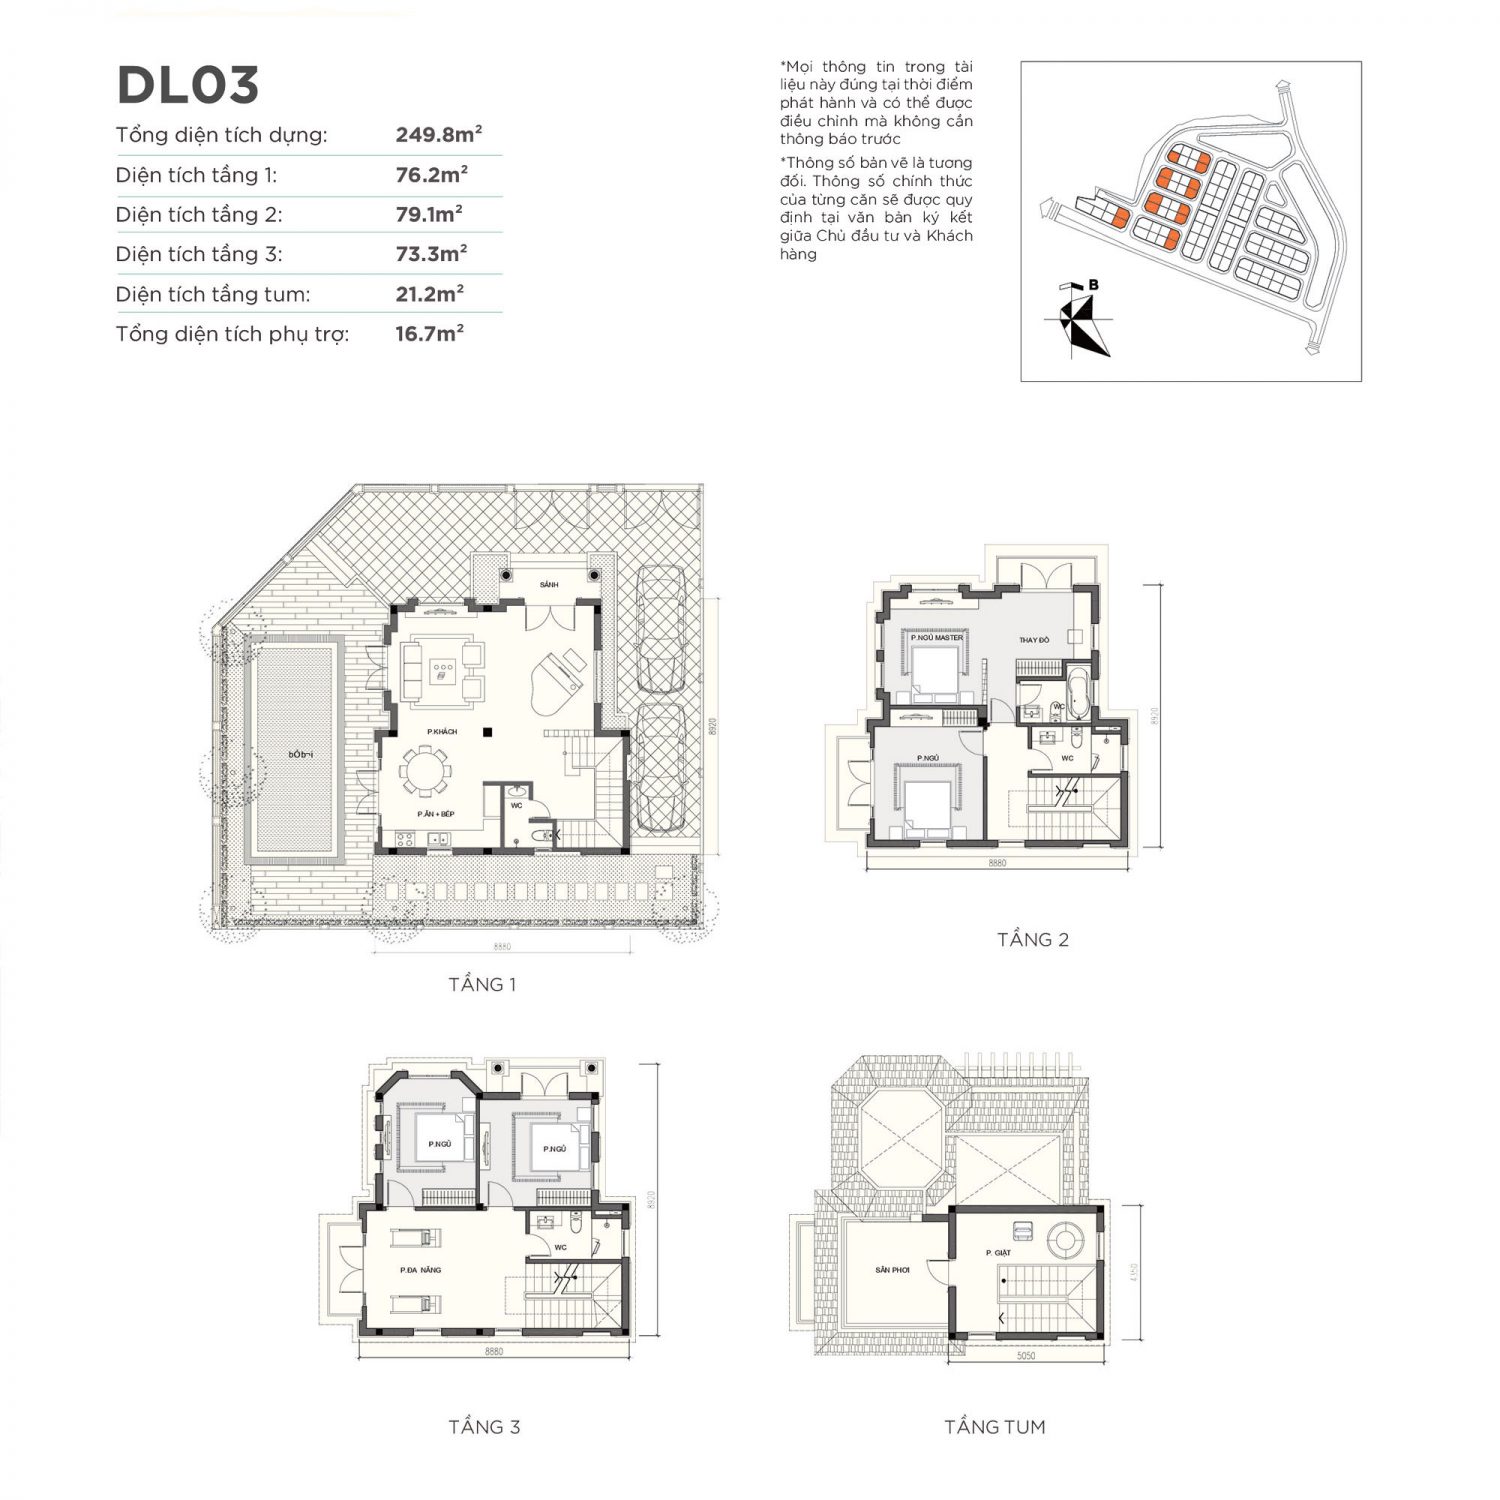 DL03
Tổng diện tích dựng: 249.8m²
Diện tích tầng 1: 76.2m²
Diện tích tầng 2: 79.1m²
Diện tích tầng 3: 73.3m²
Diện tích tầng tum: 21.2m²
Tổng diện tích phụ trợ: 16.7m²
*Mọi thông tin trong tài
liệu này đúng tại thời điểm
phát hành và có thể được
điều chỉnh mà không cần
thông báo trước
*Thông số bản vẽ là tương
đối. Thông số chính thức
của từng căn sẽ được quy
định tại văn bản ký kết
giữa Chủ đầu tư và Khách
hàng
B
SẢNH
P.KHÁCH
P.ĂN + BẾP
WC
8920
8880
TẦNG 1
P.NGỦ MASTER
THAY ĐỒ
WC
P.NGỦ
WC
8920
8880
TẦNG 2
P.NGỦ
P.NGỦ
P.ĐA NĂNG
WC
8920
8880
TẦNG 3
SÂN PHƠI
P. GIẶT
4350
5050
TẦNG TUM